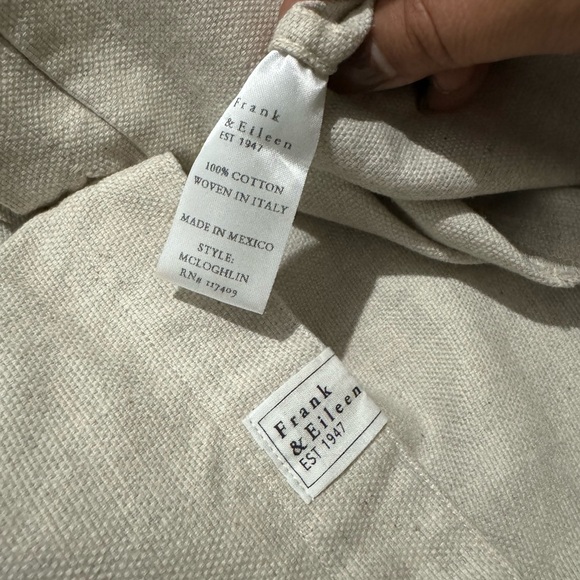 Frank
& Eileen
EST 1947
100% COTTON
WOVEN IN ITALY
MADE IN MEXICO
STYLE:
MCLOGHLIN
RN# 117409
Frank
& Eileen
EST 1947